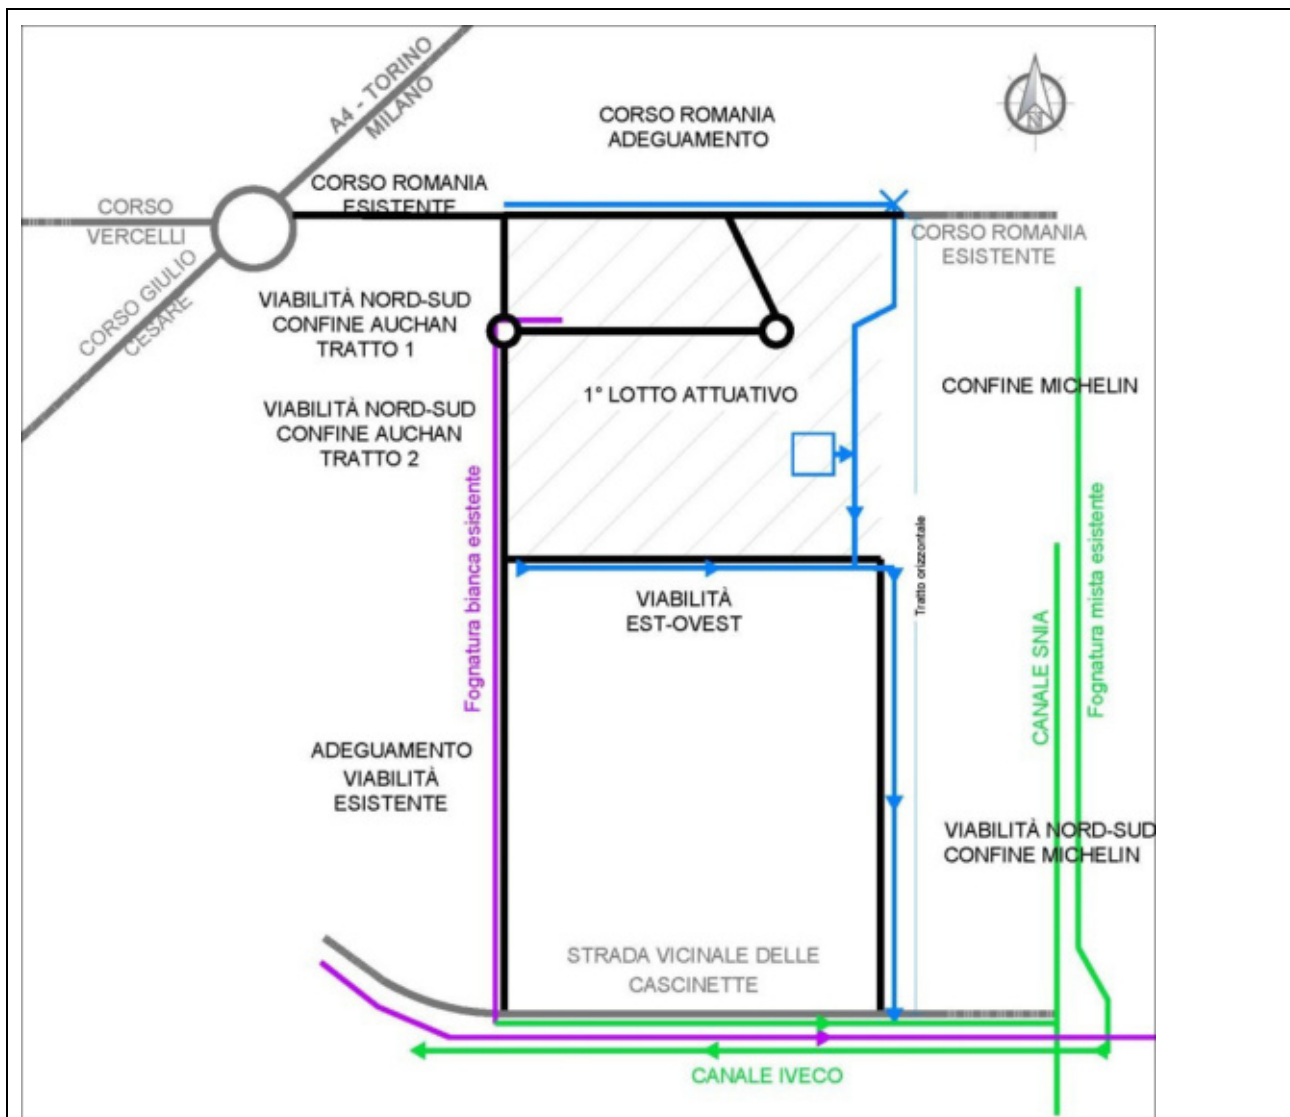 A4 - TORINO
MILANO
CORSO ROMANIA
ADEGUAMENTO
N
CORSO ROMANIA
ESISTENTE
CORSO
VERCELLI
CORSO ROMANIA
ESISTENTE
CORSO GIULIO
CESARE
VIABILITÀ NORD-SUD
CONFINE AUCHAN
TRATTO 1
1° LOTTO ATTUATIVO
CONFINE MICHELIN
VIABILITÀ NORD-SUD
CONFINE AUCHAN
TRATTO 2
Fognatura bianca esistente
Tratto orizzontale
Fognatura mista esistente
CANALE SNIA
VIABILITÀ
EST-OVEST
ADEGUAMENTO
VIABILITÀ
ESISTENTE
VIABILITÀ NORD-SUD
CONFINE MICHELIN
STRADA VICINALE DELLE
CASCINETTE
CANALE IVECO